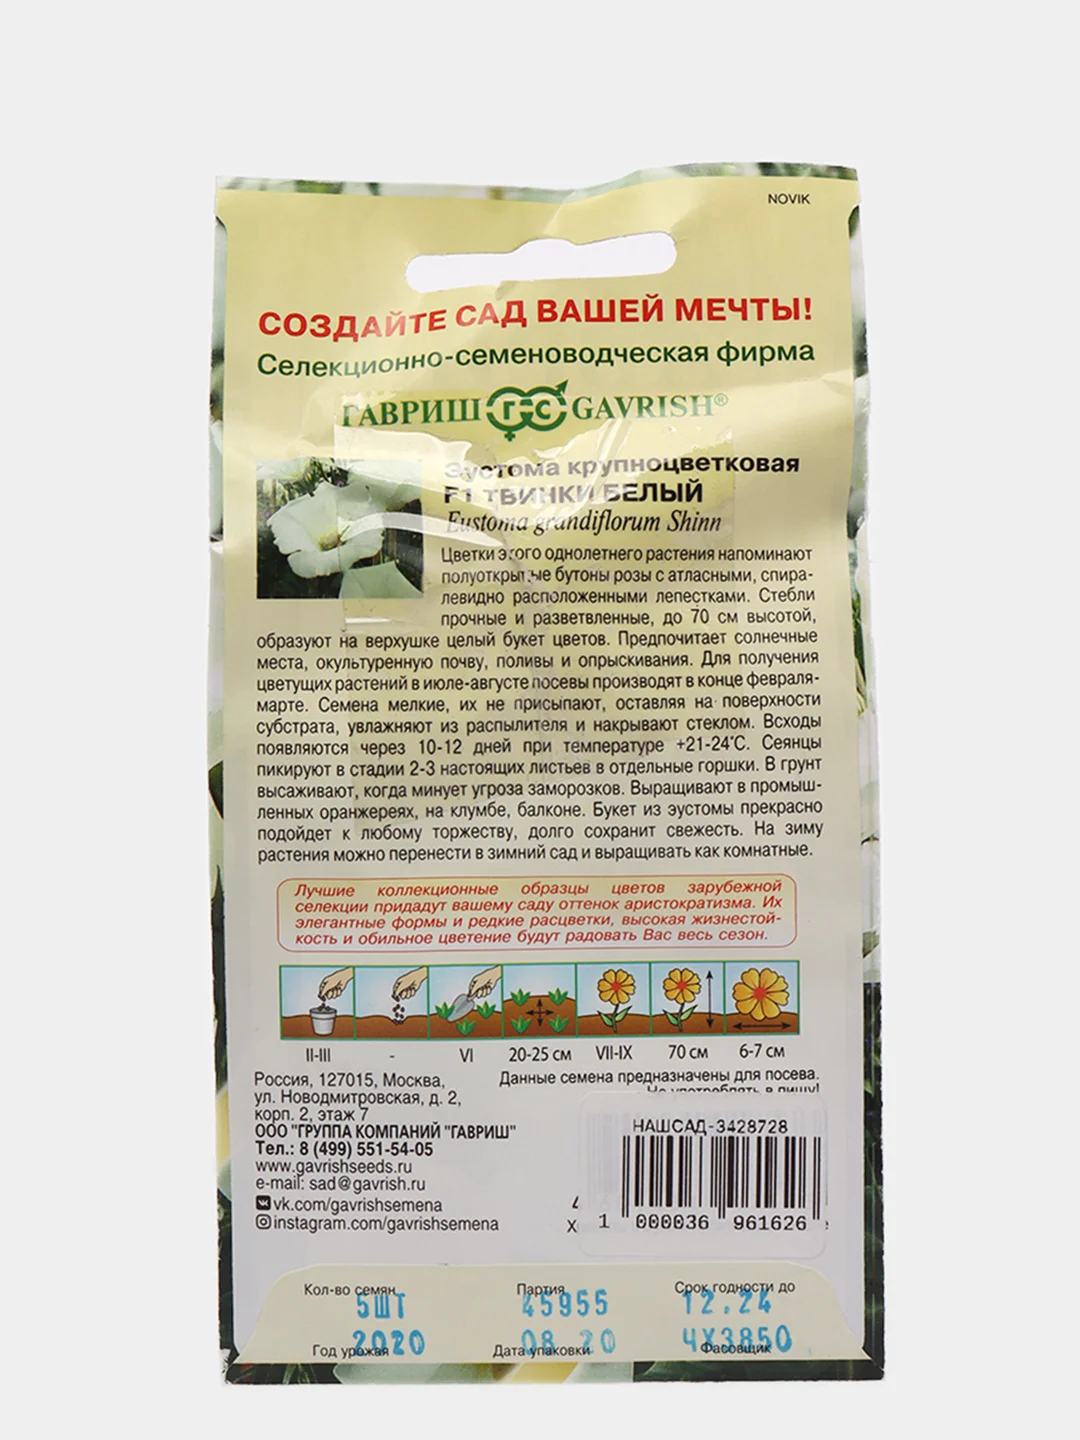 NOVIK
СОЗДАЙТЕ САД ВАШЕЙ МЕЧТЫ!
Селекционно-семеноводческая фирма
ГАВРИШ ГС GAVRISH®
Эустома крупноцветковая
F1 ТВИНКИ БЕЛЫЙ
Eustoma grandiflorum Shinn
Цветки этого однолетнего растения напоминают
полуоткрытые бутоны розы с атласными, спира-
левидно расположенными лепестками. Стебли
прочные и разветвленные, до 70 см высотой,
образуют на верхушке целый букет цветов. Предпочитает солнечные
места, окультуренную почву, поливы и опрыскивания. Для получения
цветущих растений в июле-августе посевы производят в конце февраля-
марте. Семена мелкие, их не присыпают, оставляя на поверхности
субстрата, увлажняют из распылителя и накрывают стеклом. Всходы
появляются через 10-12 дней при температуре +21-24°С. Сеянцы
пикируют в стадии 2-3 настоящих листьев в отдельные горшки. В грунт
высаживают, когда минует угроза заморозков. Выращивают в промыш-
ленных оранжереях, на клумбе, балконе. Букет из эустомы прекрасно
подойдет к любому торжеству, долго сохранит свежесть. На зиму
растения можно перенести в зимний сад и выращивать как комнатные.
Лучшие коллекционные образцы цветов зарубежной
селекции придадут вашему саду оттенок аристократизма. Их
элегантные формы и редкие расцветки, высокая жизнестой-
кость и обильное цветение будут радовать Вас весь сезон.
II-III - VI 20-25 см VII-IX 70 см 6-7 см
Данные семена предназначены для посева.
Не употреблять в пищу!
Россия, 127015, Москва,
ул. Новодмитровская, д. 2,
корп. 2, этаж 7
ООО "ГРУППА КОМПАНИЙ "ГАВРИШ"
Тел.: 8 (499) 551-54-05
www.gavrishseeds.ru
e-mail: sad@gavrish.ru
vk.com/gavrishsemena
instagram.com/gavrishsemena
НАШСАД-3428728
1 000036 961626
Кол-во семян Партия Срок годности до
5ШТ 45955 12.24
2020 08 20 ЧХ3850
Год урожая Дата упаковки Фасовщик